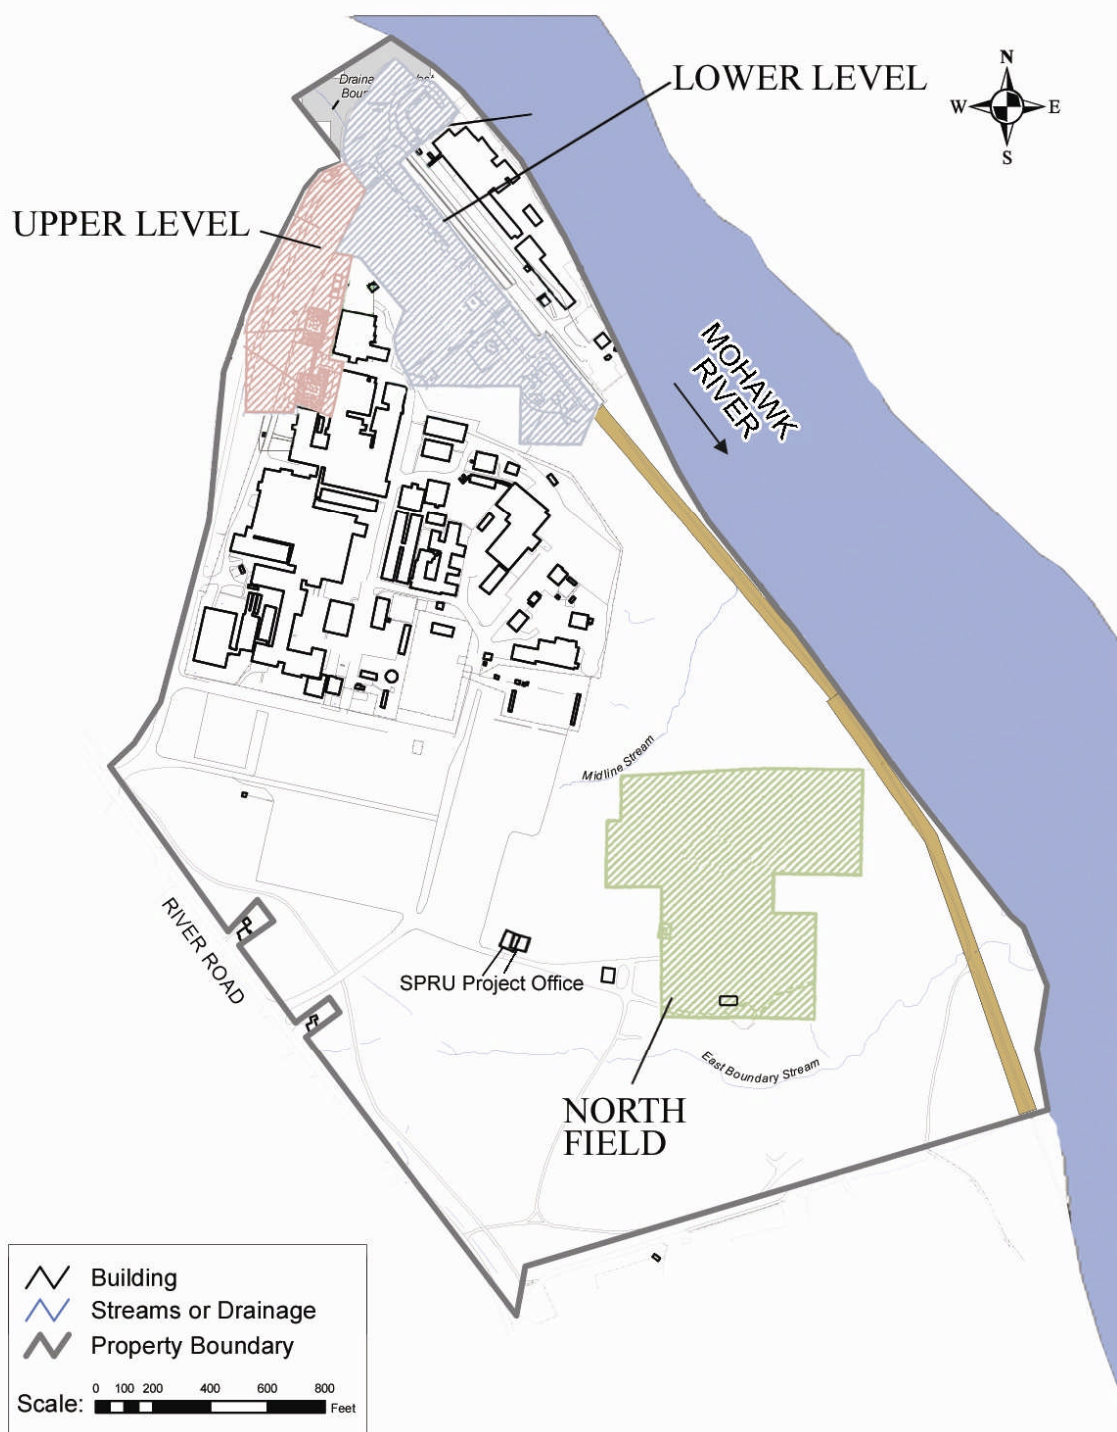 N
W E
S
LOWER LEVEL
UPPER LEVEL
MOHAWK
RIVER
Midline Stream
RIVER ROAD
SPRU Project Office
East Boundary Stream
NORTH
FIELD
Building
Streams or Drainage
Property Boundary
0 100 200 400 600 800
Scale: Feet